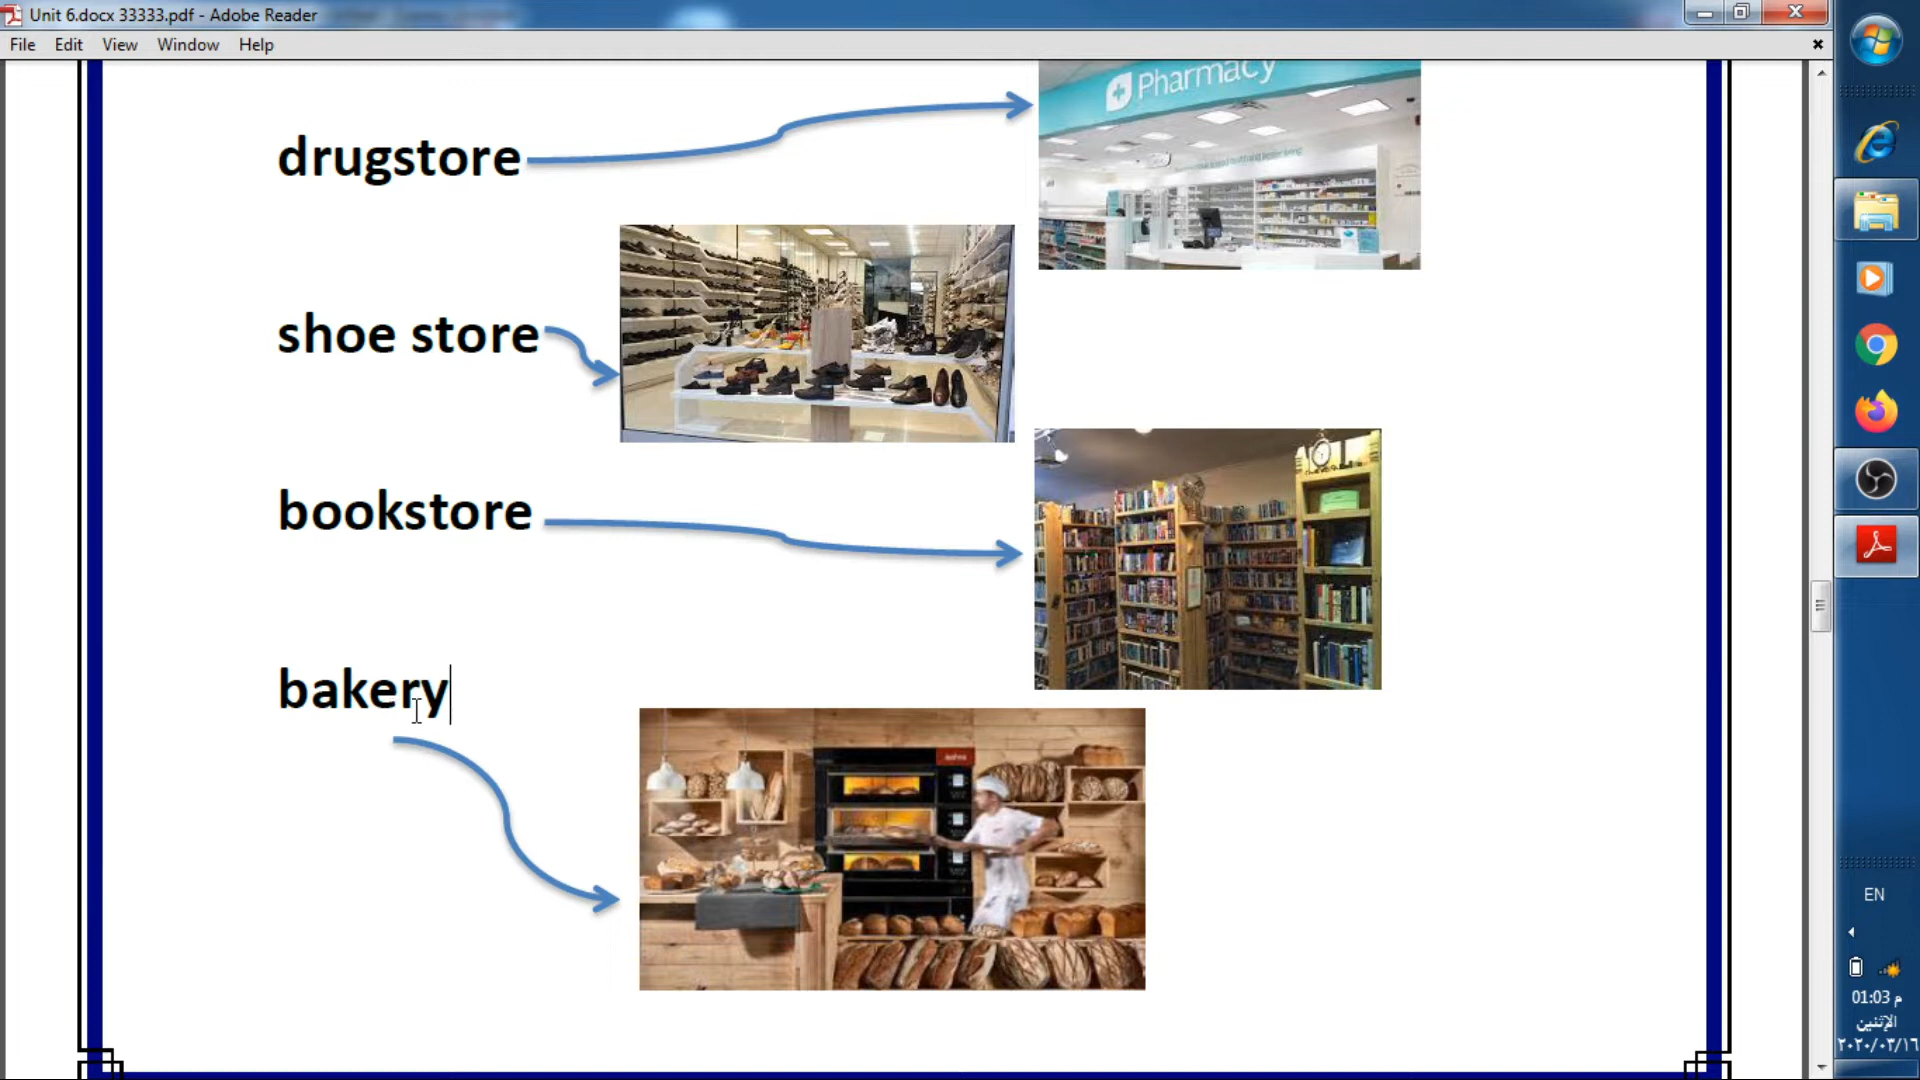 Unit 6.docx 33333.pdf - Adobe Reader
File Edit View Window Help
Pharmacy
drugstore
shoe store
bookstore
bakery
EN
01:03 م
الإثنين
٢٠٢٠/٠٣/١٦